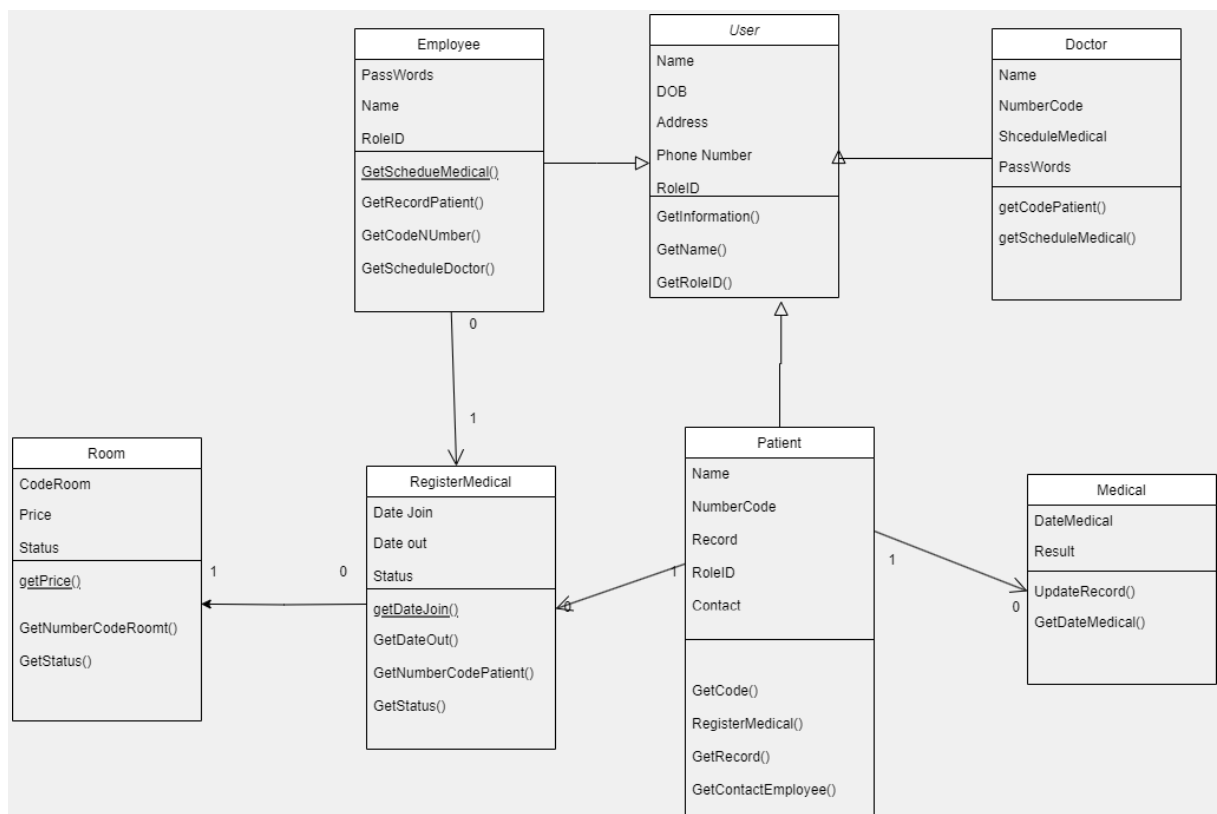 Employee
PassWords
Name
RoleID
GetSchedueMedical()
GetRecordPatient()
GetCodeNUmber()
GetScheduleDoctor()
User
Name
DOB
Address
Phone Number
RoleID
GetInformation()
GetName()
GetRoleID()
Doctor
Name
NumberCode
ShceduleMedical
PassWords
getCodePatient()
getScheduleMedical()
0
1
Room
CodeRoom
Price
Status
getPrice()
GetNumberCodeRoomt()
GetStatus()
1
0
RegisterMedical
Date Join
Date out
Status
getDateJoin()
GetDateOut()
GetNumberCodePatient()
GetStatus()
1
0
Patient
Name
NumberCode
Record
RoleID
Contact
GetCode()
RegisterMedical()
GetRecord()
GetContactEmployee()
1
0
Medical
DateMedical
Result
UpdateRecord()
GetDateMedical()